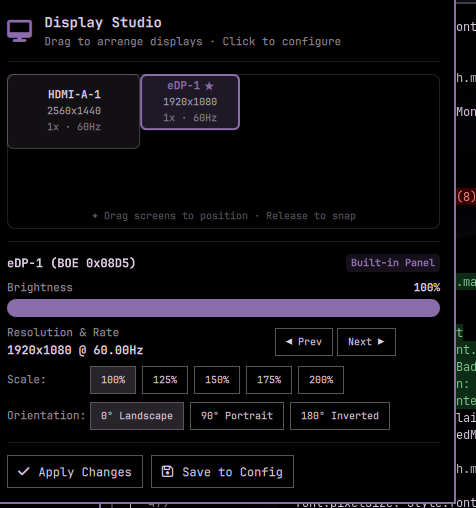 Display Studio
Drag to arrange displays · Click to configure
HDMI-A-1
2560x1440
1x · 60Hz
eDP-1 ★
1920x1080
1x · 60Hz
✦ Drag screens to position · Release to snap
eDP-1 (BOE 0x08D5)
Built-in Panel
Brightness
100%
Resolution & Rate
1920x1080 @ 60.00Hz
◀ Prev
Next ▶
Scale:
100%
125%
150%
175%
200%
Orientation:
0° Landscape
90° Portrait
180° Inverted
Apply Changes
Save to Config
(8)